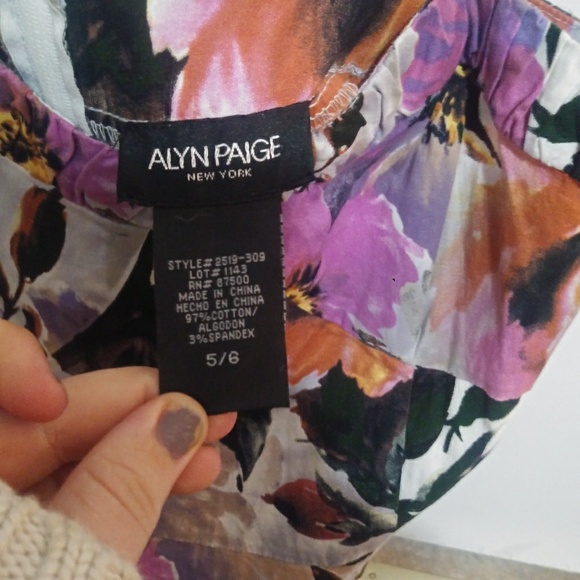 ALYN PAIGE
NEW YORK
STYLE# 2519-309
LOT# 1143
RN# 87500
MADE IN CHINA
HECHO EN CHINA
97%COTTON/
ALGODON
3%SPANDEX
5/6